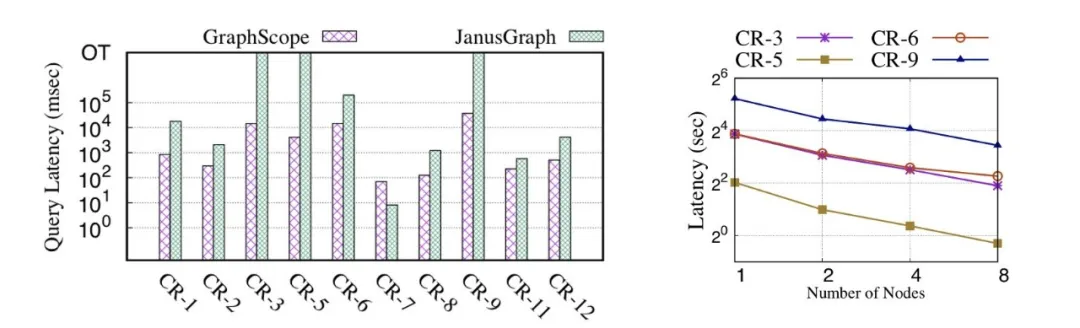 GraphScope JanusGraph
OT
10^5
10^4
10^3
10^2
10^1
10^0
Query Latency (msec)
CR-1 CR-2 CR-3 CR-5 CR-6 CR-7 CR-8 CR-9 CR-11 CR-12
CR-3 CR-6
CR-5 CR-9
2^6
2^4
2^2
2^0
Latency (sec)
1 2 4 8
Number of Nodes